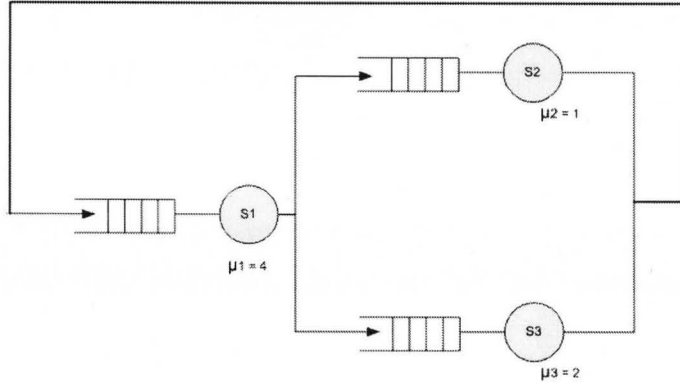 S2
μ2 = 1
S1
μ1 = 4
S3
μ3 = 2